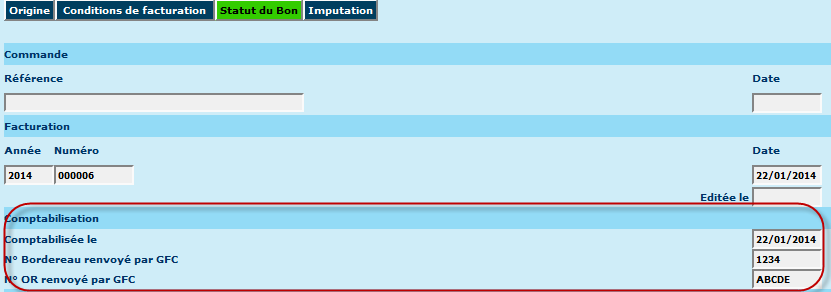 Origine Conditions de facturation Statut du Bon Imputation
Commande
Référence Date
Facturation
Année Numéro Date
2014 000006 22/01/2014
Editée le
Comptabilisation
Comptabilisée le 22/01/2014
N° Bordereau renvoyé par GFC 1234
N° OR renvoyé par GFC ABCDE